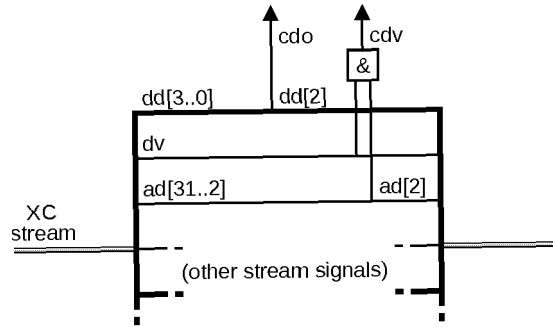 cdo
cdv
&
dd[3..0]
dd[2]
dv
ad[31..2]
ad[2]
XC
stream
(other stream signals)